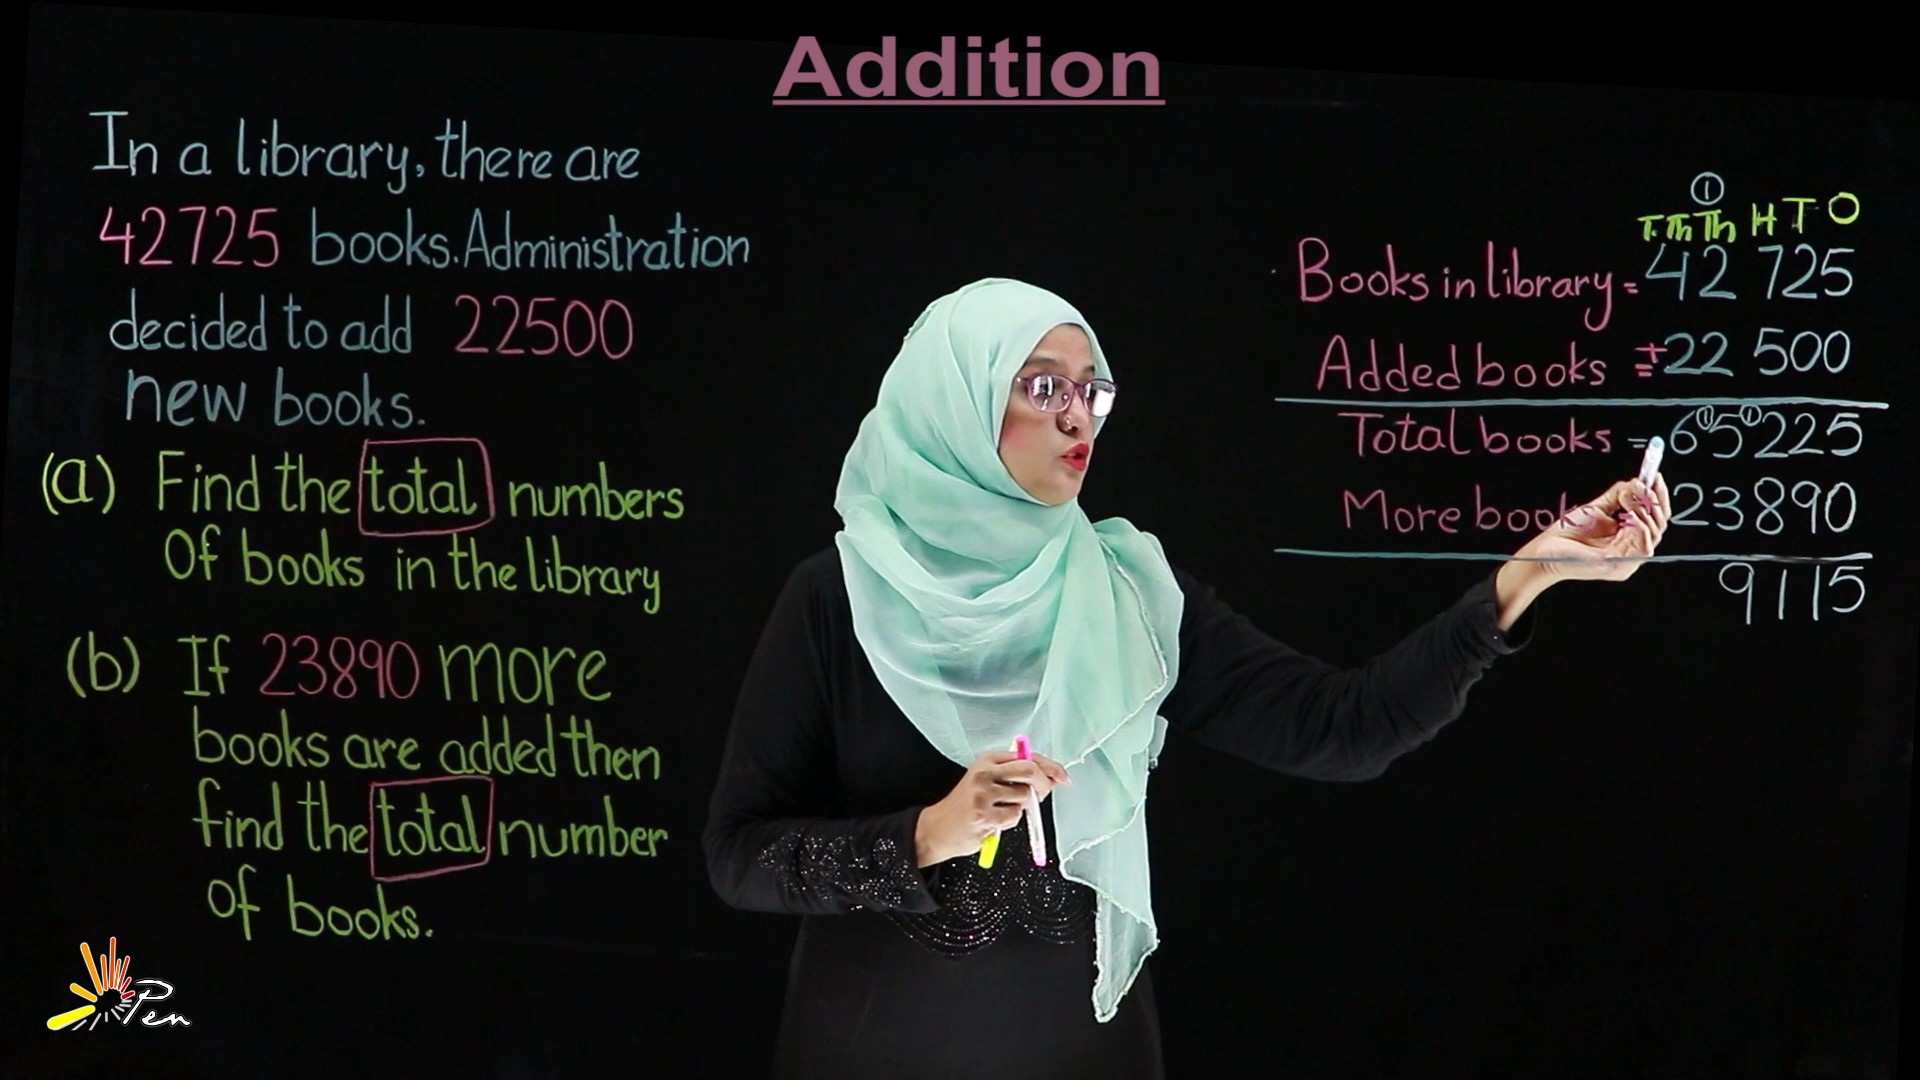 Addition
In a library, there are
42725 books. Administration
decided to add 22500
new books.
(a) Find the total numbers
Of books in the library
(b) If 23890 more
books are added then
find the total number
of books.
Pen
①
T.Th Th H T O
Books in library = 42 725
Added books = +22 500
Total books = 6①5①225
More books 23890
9115